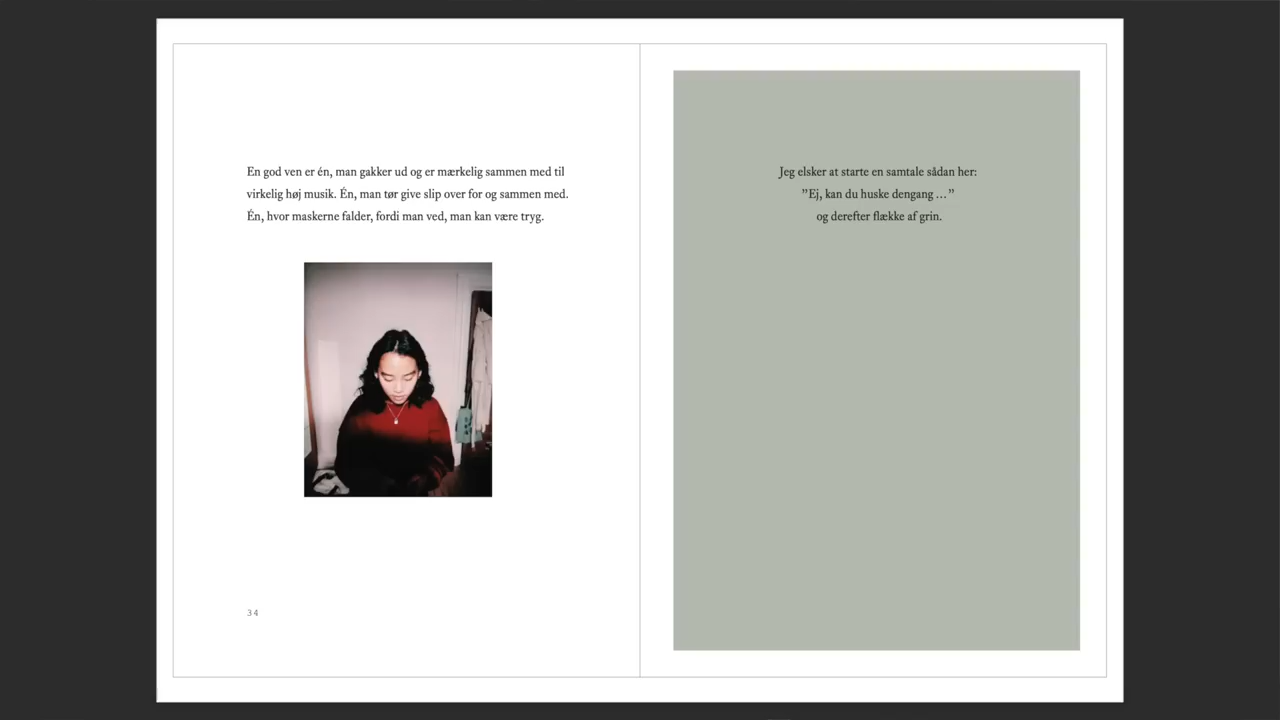 En god ven er én, man gakker ud og er mærkelig sammen med til
virkelig høj musik. Én, man tør give slip over for og sammen med.
Én, hvor maskerne falder, fordi man ved, man kan være tryg.
34
Jeg elsker at starte en samtale sådan her:
”Ej, kan du huske dengang …”
og derefter flække af grin.